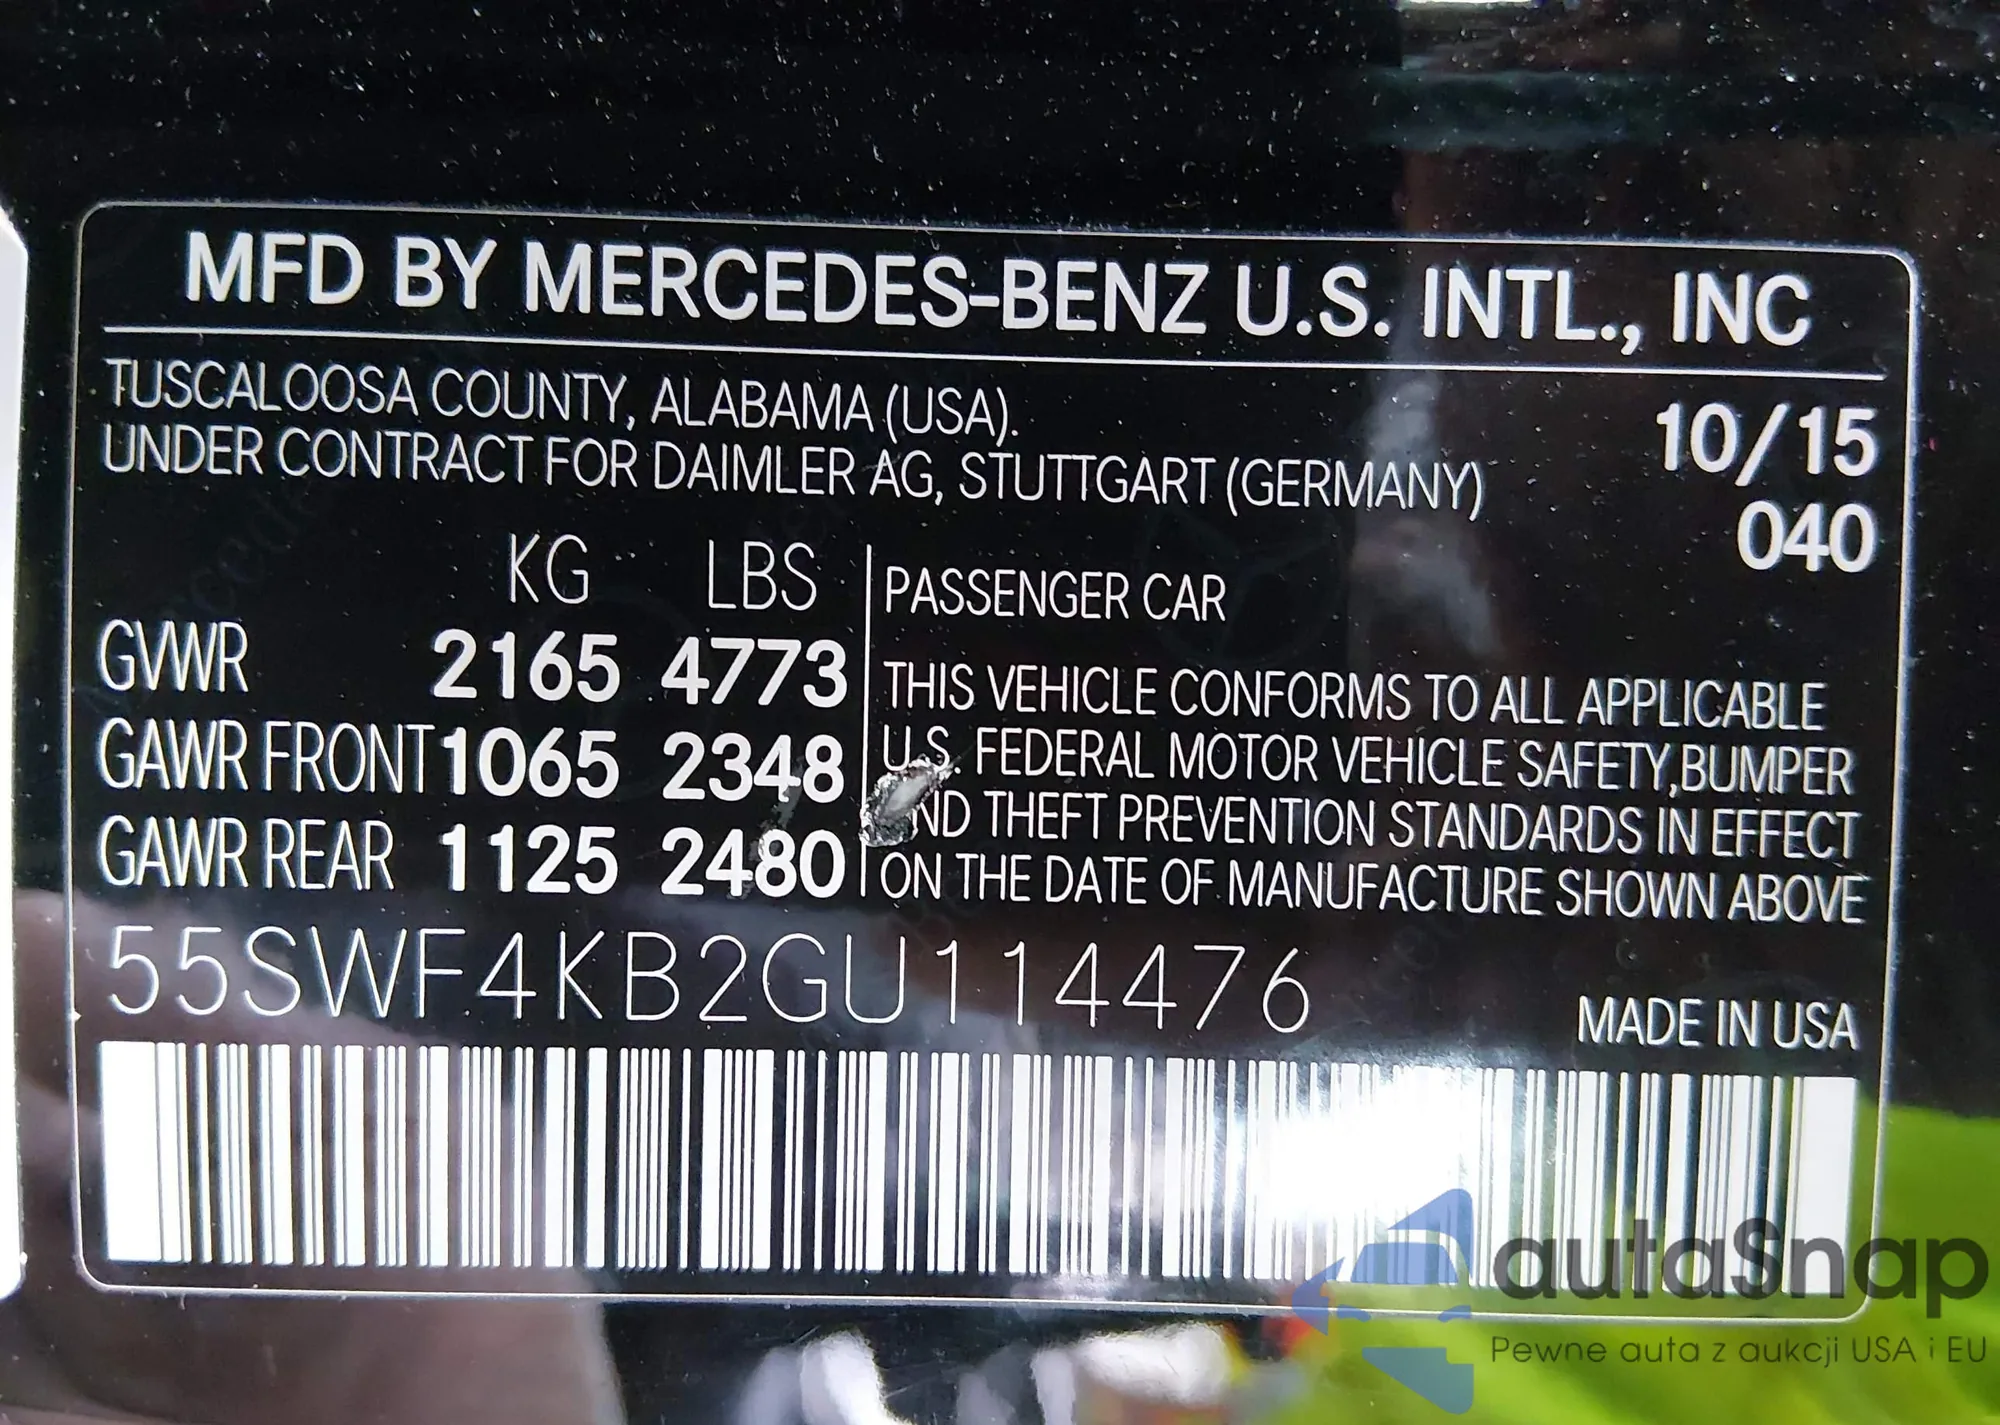 MFD BY MERCEDES-BENZ U.S. INTL., INC
TUSCALOOSA COUNTY, ALABAMA (USA).
UNDER CONTRACT FOR DAIMLER AG, STUTTGART (GERMANY)
10/15
040
KG LBS
GVWR 2165 4773
GAWR FRONT 1065 2348
GAWR REAR 1125 2480
PASSENGER CAR
THIS VEHICLE CONFORMS TO ALL APPLICABLE
U.S. FEDERAL MOTOR VEHICLE SAFETY,BUMPER
ND THEFT PREVENTION STANDARDS IN EFFECT
ON THE DATE OF MANUFACTURE SHOWN ABOVE
55SWF4KB2GU114476
MADE IN USA
autaSnap
Pewne auta z aukcji USA i EU